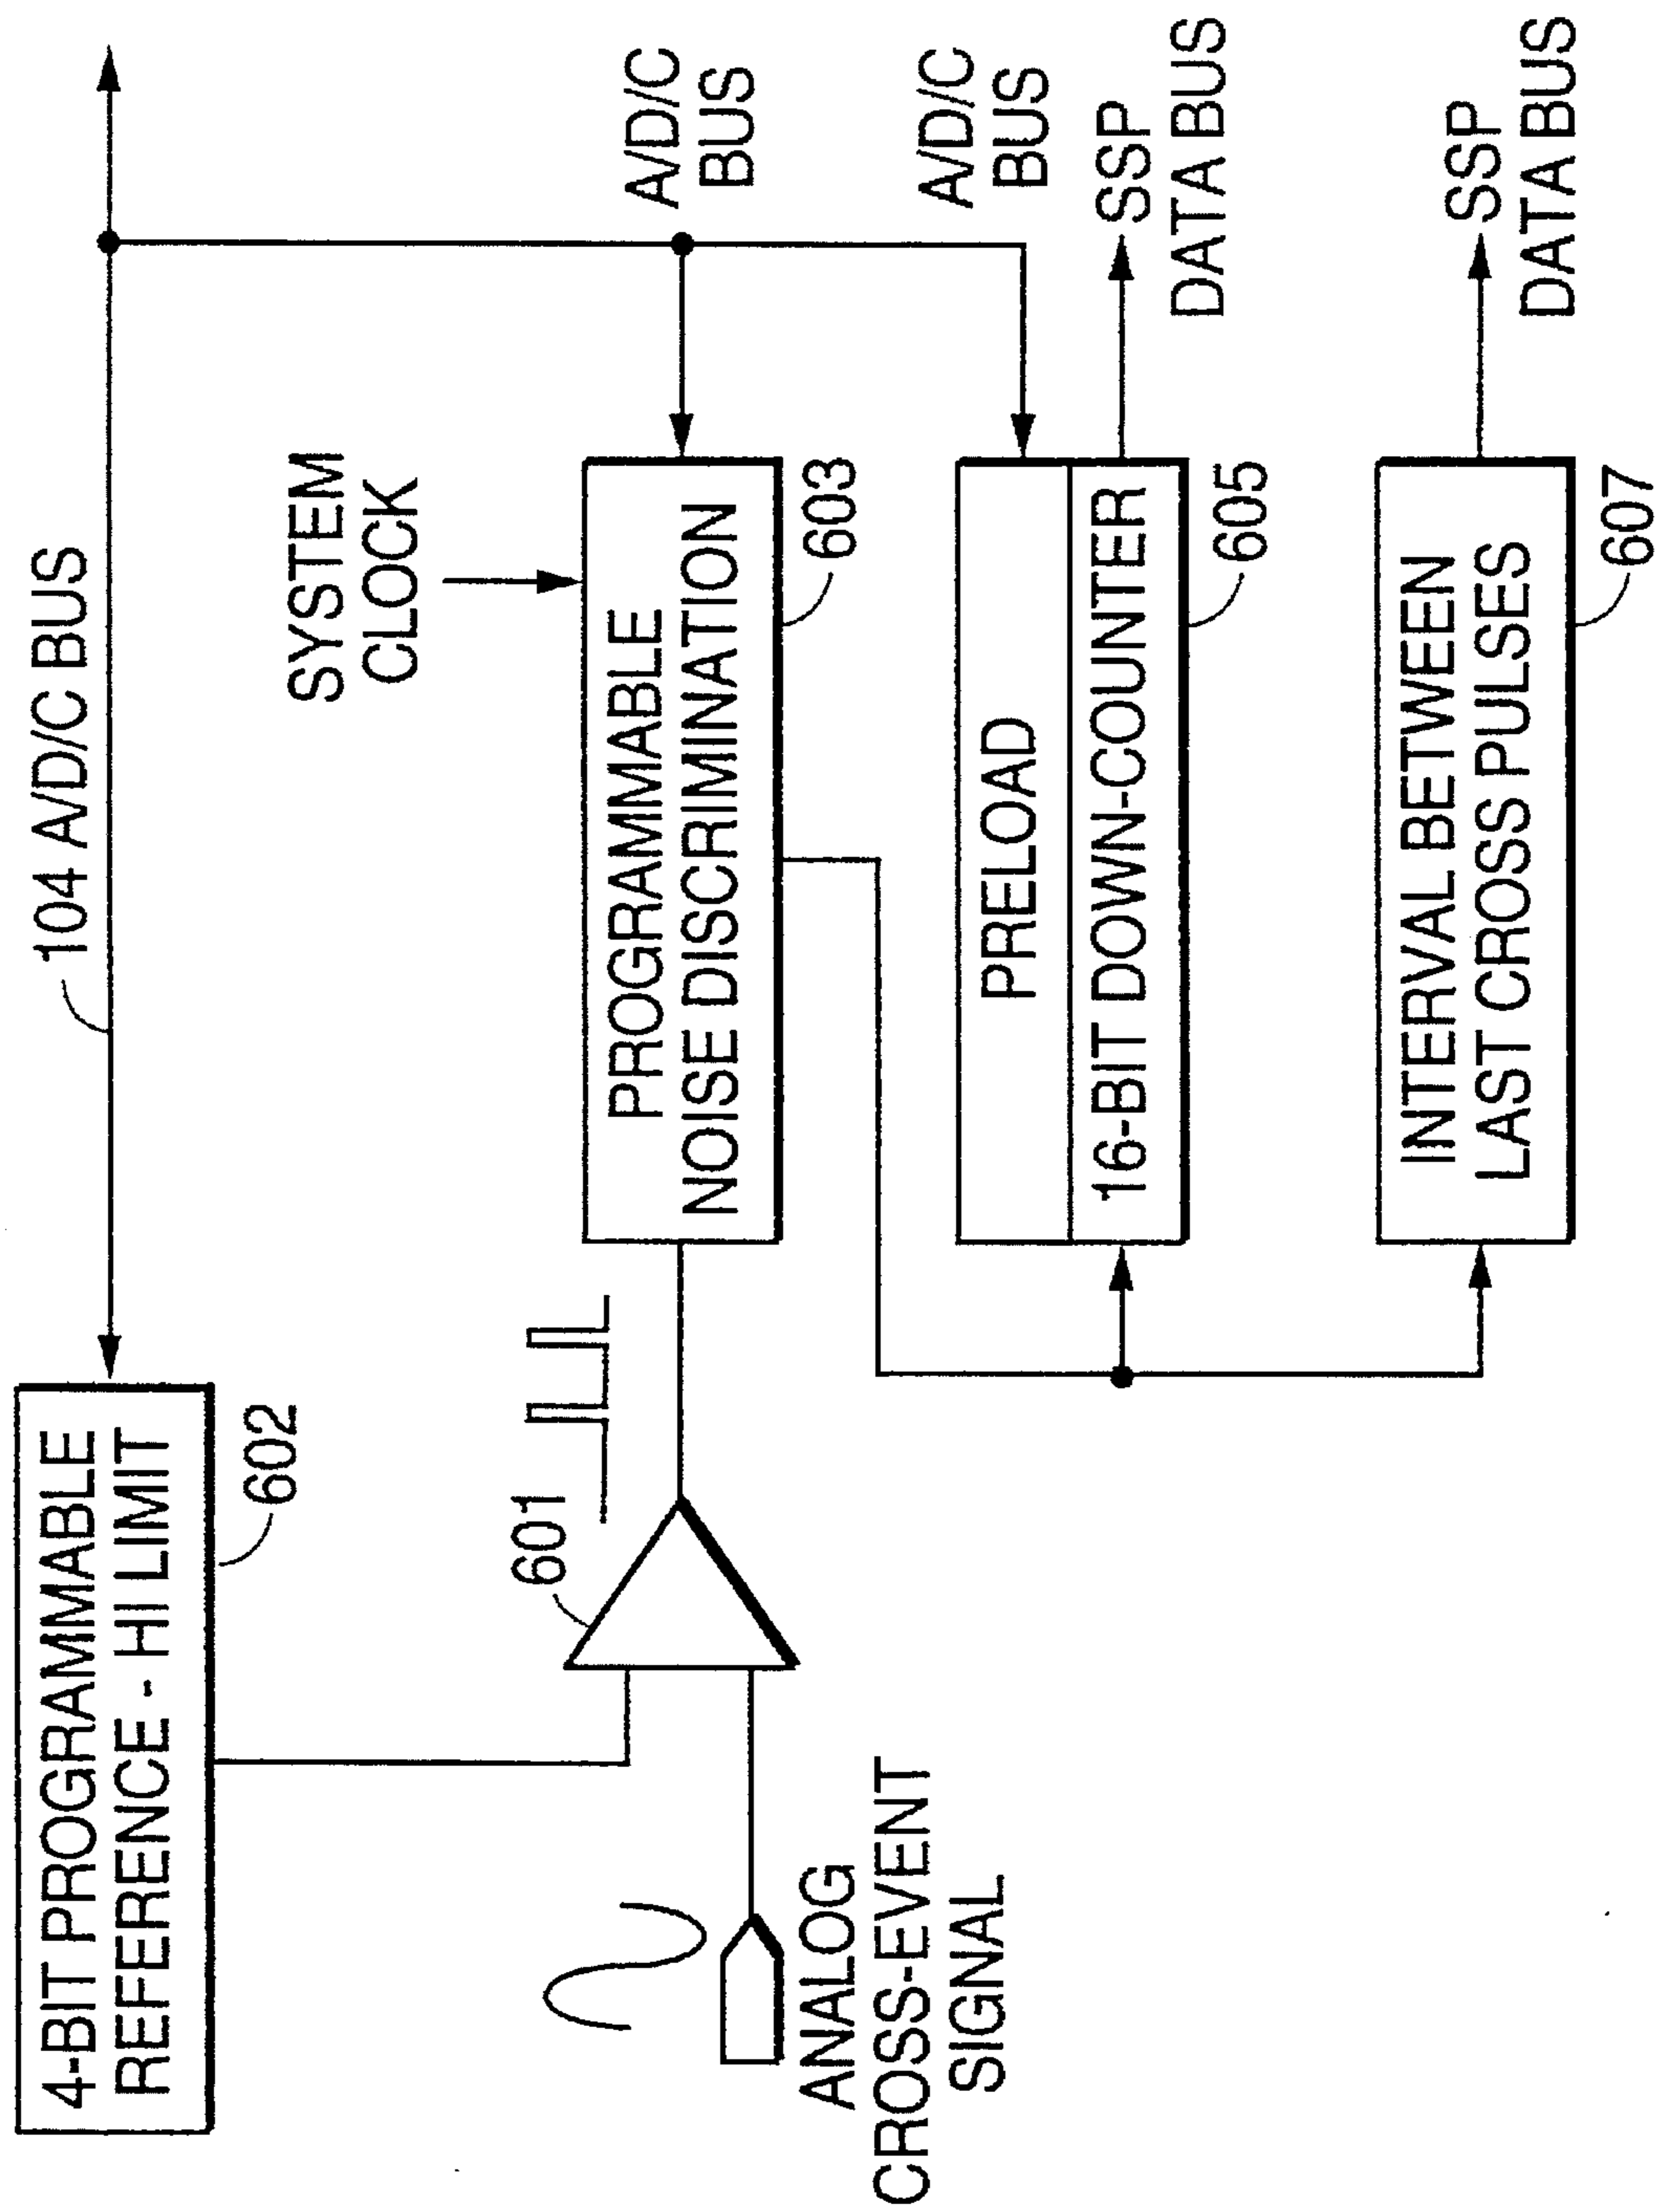 4-BIT PROGRAMMABLE
REFERENCE - HI LIMIT
602
104 A/D/C BUS
SYSTEM
CLOCK
601
PROGRAMMABLE
NOISE DISCRIMINATION
603
A/D/C
BUS
ANALOG
CROSS-EVENT
SIGNAL
PRELOAD
16-BIT DOWN-COUNTER
605
A/D/C
BUS
SSP
DATA BUS
INTERVAL BETWEEN
LAST CROSS PULSES
607
SSP
DATA BUS